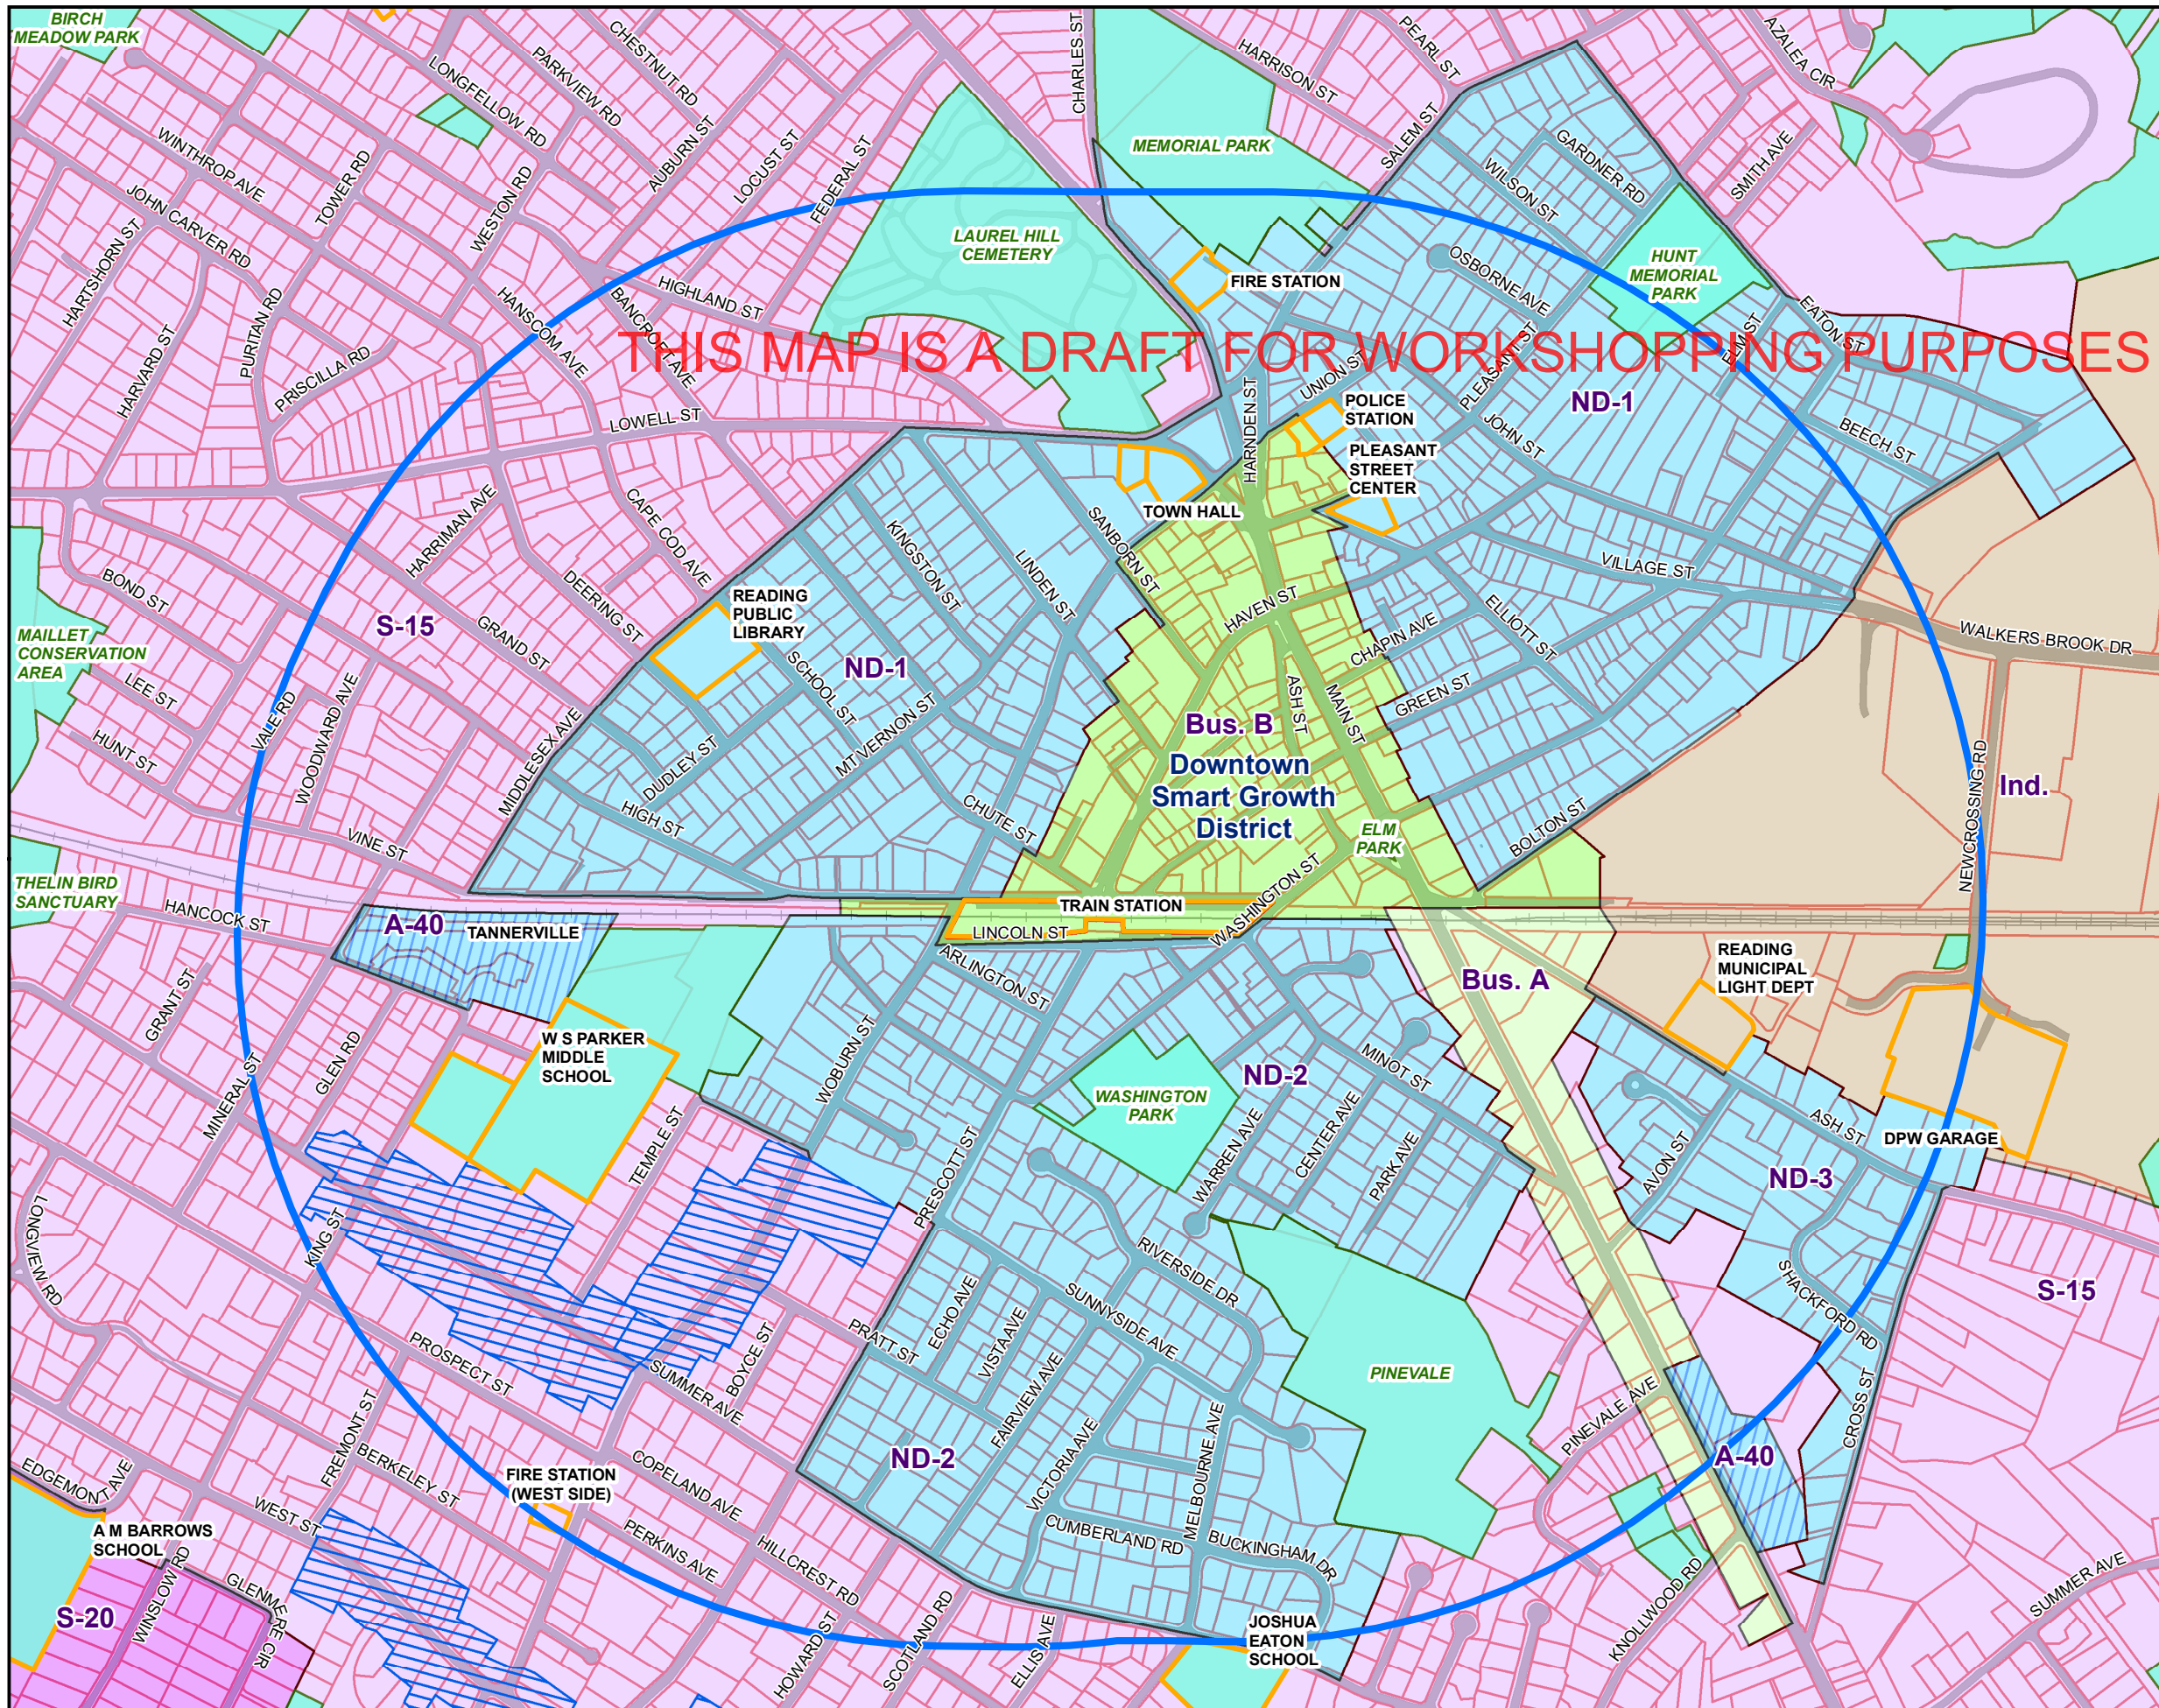 BIRCH
MEADOW PARK
CHESTNUT RD
PARKVIEW RD
LONGFELLOW RD
CHARLES ST
HARRISON ST
PEARL ST
AZALEA CIR
WINTHROP AVE
AUBURN ST
LOCUST ST
FEDERAL ST
MEMORIAL PARK
SALEM ST
GARDNER RD
WILSON ST
SMITH AVE
JOHN CARVER RD
TOWER RD
WESTON RD
HARTSHORN ST
LAUREL HILL
CEMETERY
FIRE STATION
OSBORNE AVE
HUNT
MEMORIAL
PARK
HIGHLAND ST
HANSCOM AVE
BANCROFT AVE
PURITAN RD
HARVARD ST
PRISCILLA RD
THIS MAP IS A DRAFT FOR WORKSHOPPING PURPOSES
ELM ST
EATON ST
PLEASANT ST
UNION ST
HARNDEN ST
POLICE
STATION
ND-1
LOWELL ST
JOHN ST
BEECH ST
PLEASANT
STREET
CENTER
HARRIMAN AVE
CAPE COD AVE
TOWN HALL
SANBORN ST
KINGSTON ST
LINDEN ST
BOND ST
DEERING ST
VILLAGE ST
READING
PUBLIC
LIBRARY
HAVEN ST
ELLIOTT ST
CHAPIN AVE
S-15
GRAND ST
MAILLET
CONSERVATION
AREA
WALKERS BROOK DR
LEE ST
SCHOOL ST
ND-1
GREEN ST
ASH ST
MAIN ST
VALE RD
WOODWARD AVE
MIDDLESEX AVE
HUNT ST
DUDLEY ST
MT VERNON ST
Bus. B
Downtown
Smart Growth
District
NEWCROSSING RD
Ind.
HIGH ST
CHUTE ST
ELM
PARK
BOLTON ST
VINE ST
THELIN BIRD
SANCTUARY
HANCOCK ST
A-40
TANNERVILLE
TRAIN STATION
LINCOLN ST
WASHINGTON ST
ARLINGTON ST
Bus. A
READING
MUNICIPAL
LIGHT DEPT
GRANT ST
GLEN RD
MINERAL ST
W S PARKER
MIDDLE
SCHOOL
WOBURN ST
MINOT ST
ND-2
WASHINGTON
PARK
TEMPLE ST
WARREN AVE
CENTER AVE
PARK AVE
ASH ST
DPW GARAGE
AVON ST
ND-3
PRESCOTT ST
LONGVIEW RD
KING ST
RIVERSIDE DR
SHACKFORD RD
S-15
ECHO AVE
VISTA AVE
SUNNYSIDE AVE
PRATT ST
PROSPECT ST
BOYCE ST
SUMMER AVE
FAIRVIEW AVE
PINEVALE
PINEVALE AVE
CROSS ST
FREMONT ST
VICTORIA AVE
MELBOURNE AVE
ND-2
A-40
EDGEMONT AVE
BERKELEY ST
FIRE STATION
(WEST SIDE)
COPELAND AVE
WEST ST
A M BARROWS
SCHOOL
PERKINS AVE
HILLCREST RD
CUMBERLAND RD
BUCKINGHAM DR
WINSLOW RD
GLENMERE CIR
S-20
HOWARD ST
SCOTLAND RD
ELLIS AVE
JOSHUA
EATON
SCHOOL
KNOLLWOOD RD
SUMMER AVE